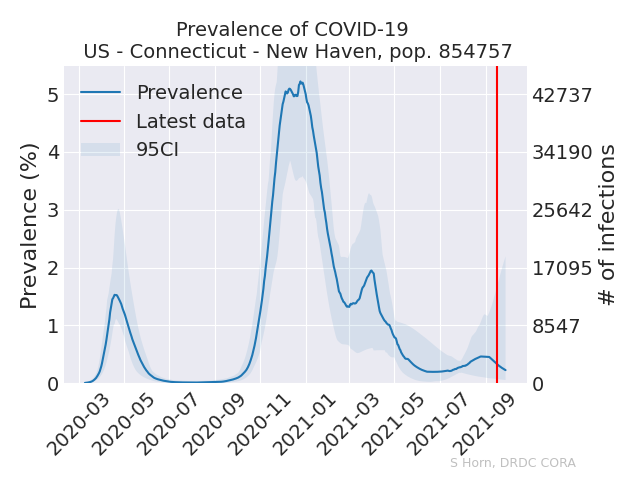 Prevalence of COVID-19
US - Connecticut - New Haven, pop. 854757
Prevalence
Latest data
95CI
Prevalence (%)
5
4
3
2
1
0
42737
34190
25642
17095
8547
0
# of infections
2020-03
2020-05
2020-07
2020-09
2020-11
2021-01
2021-03
2021-05
2021-07
2021-09
S Horn, DRDC CORA